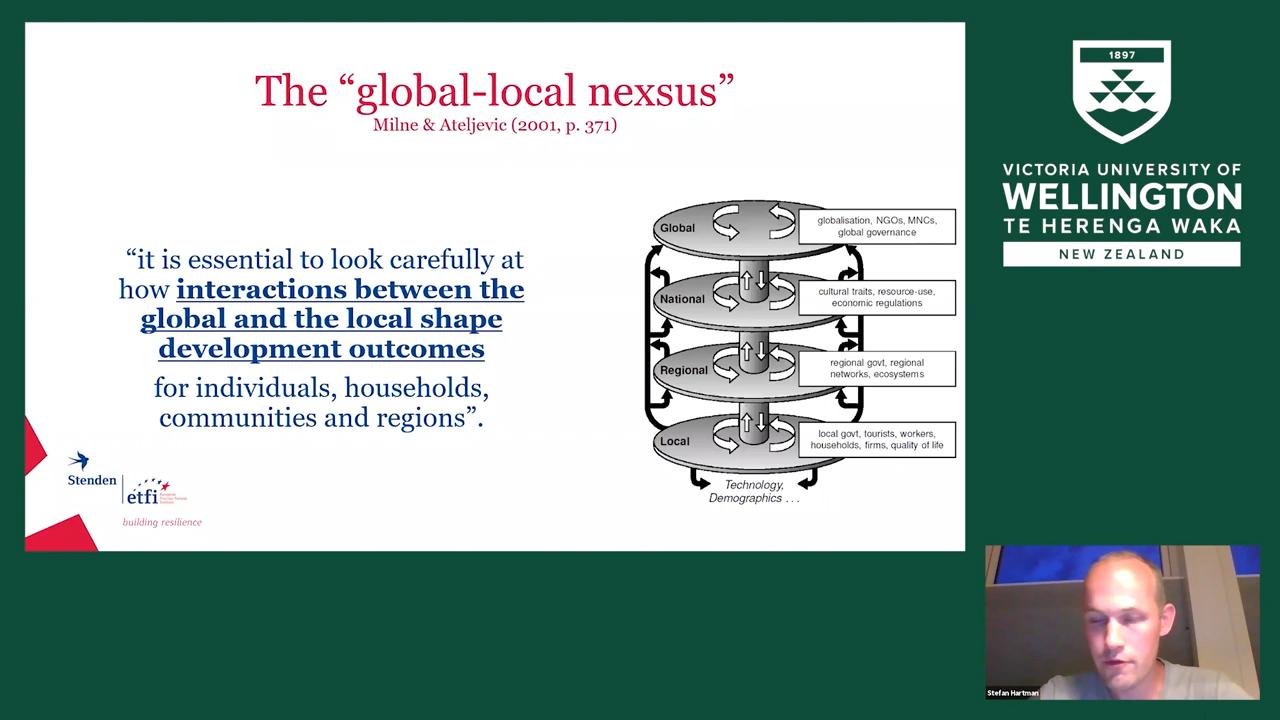 The “global-local nexsus”
Milne & Ateljevic (2001, p. 371)
“it is essential to look carefully at
how interactions between the
global and the local shape
development outcomes
for individuals, households,
communities and regions”.
Global
globalisation, NGOs, MNCs,
global governance
National
cultural traits, resource-use,
economic regulations
Regional
regional govt, regional
networks, ecosystems
Local
local govt, tourists, workers,
households, firms, quality of life
Technology,
Demographics . . .
Stenden
etfi
building resilience
1897
VICTORIA UNIVERSITY OF
WELLINGTON
TE HERENGA WAKA
NEW ZEALAND
Stefan Hartman